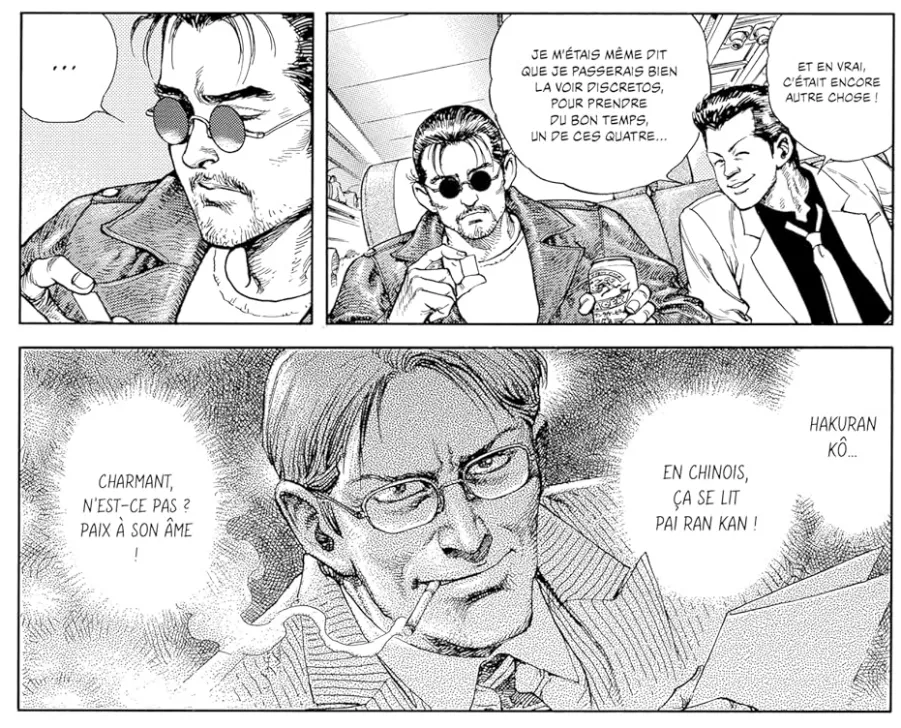 ET EN VRAI,
C'ÉTAIT ENCORE
AUTRE CHOSE !
JE M'ÉTAIS MÊME DIT
QUE JE PASSERAIS BIEN
LA VOIR DISCRETOS,
POUR PRENDRE
DU BON TEMPS,
UN DE CES QUATRE...
...
HAKURAN
KÔ...
EN CHINOIS,
ÇA SE LIT
PAI RAN KAN !
CHARMANT,
N'EST-CE PAS ?
PAIX À SON ÂME
!